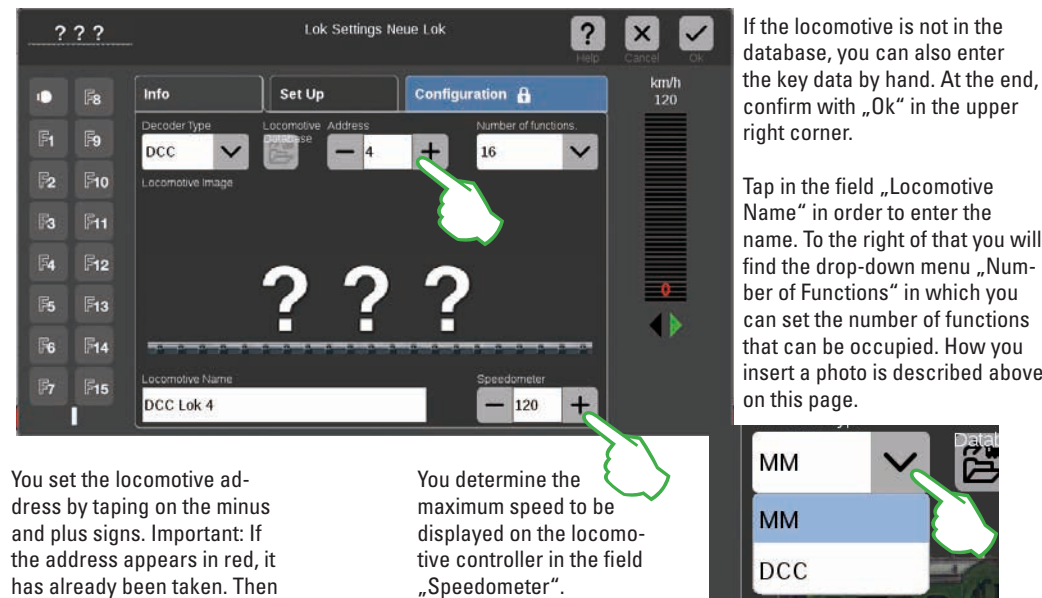 ? ? ?
Lok Settings Neue Lok
?
Help
Cancel
Ok
Info
Set Up
Configuration
km/h
120
F8
F1
F9
F2
F10
F3
F11
F4
F12
F5
F13
F6
F14
F7
F15
Decoder Type
Locomotive Database
Address
Number of functions.
DCC
4
16
Locomotive Image
? ? ?
0
Locomotive Name
Speedometer
DCC Lok 4
120
If the locomotive is not in the
database, you can also enter
the key data by hand. At the end,
confirm with „Ok“ in the upper
right corner.
Tap in the field „Locomotive
Name“ in order to enter the
name. To the right of that you will
find the drop-down menu „Num-
ber of Functions“ in which you
can set the number of functions
that can be occupied. How you
insert a photo is described above
on this page.
You set the locomotive ad-
dress by taping on the minus
and plus signs. Important: If
the address appears in red, it
has already been taken. Then
You determine the
maximum speed to be
displayed on the locomo-
tive controller in the field
„Speedometer“.
MM
MM
DCC